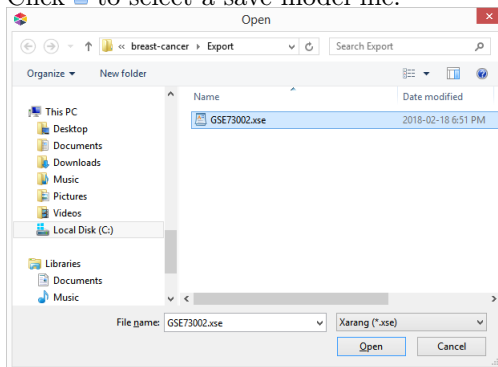 Click to select a save model file.
Open
« breast-cancer › Export
Search Export
Organize
New folder
Name
Date modified
This PC
Desktop
Documents
Downloads
Music
Pictures
Videos
Local Disk (C:)
GSE73002.xse
2018-02-18 6:51 PM
Libraries
Documents
Music
File name:
GSE73002.xse
Xarang (*.xse)
Open
Cancel